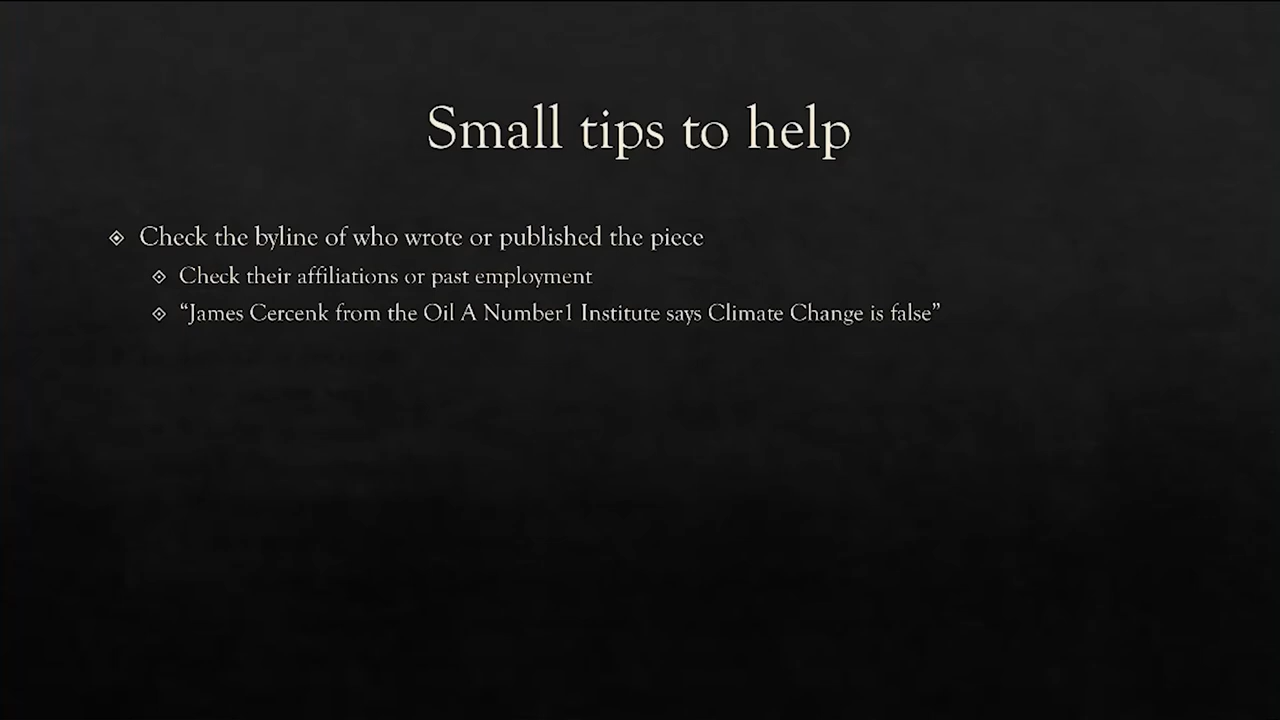 Small tips to help
Check the byline of who wrote or published the piece
Check their affiliations or past employment
“James Cercenk from the Oil A Number1 Institute says Climate Change is false”